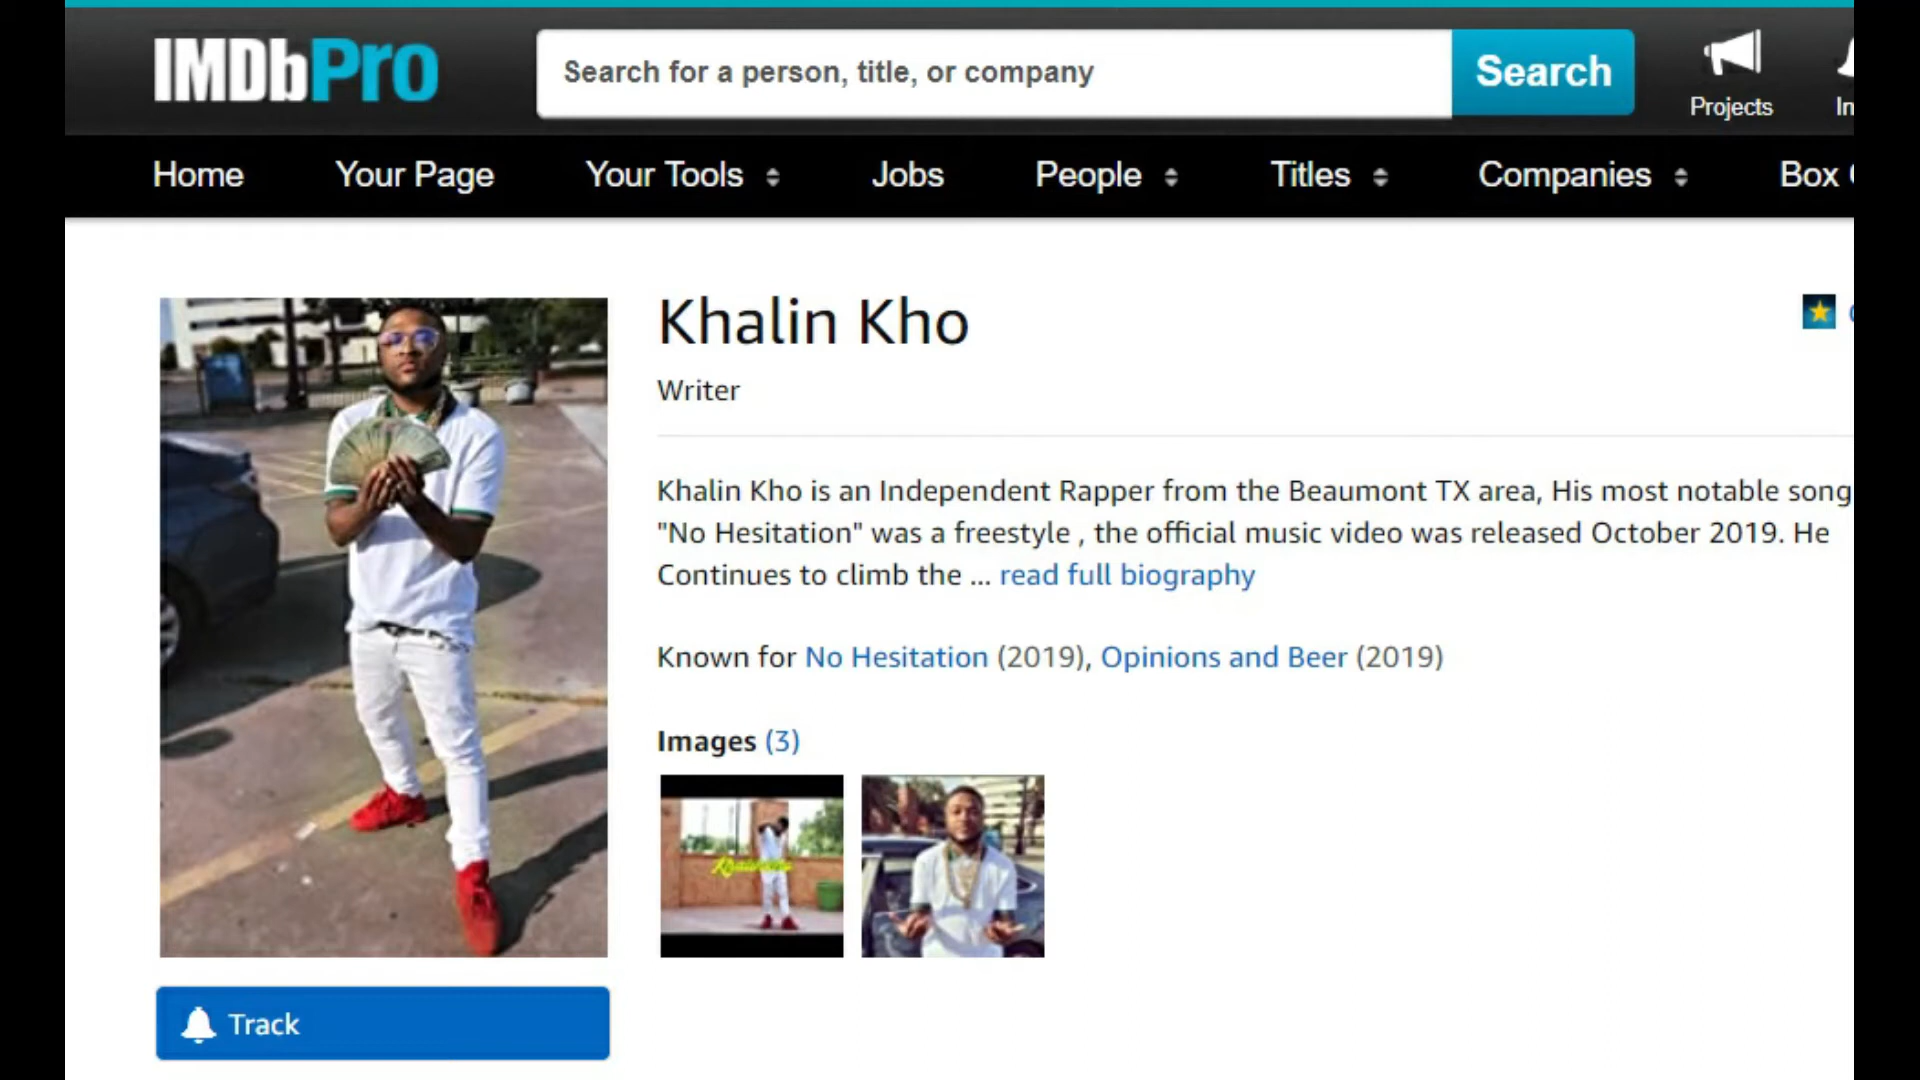 IMDbPro
Search for a person, title, or company
Search
Projects
Home Your Page Your Tools Jobs People Titles Companies Box
Khalin Kho
Writer
Khalin Kho is an Independent Rapper from the Beaumont TX area, His most notable song
"No Hesitation" was a freestyle , the official music video was released October 2019. He
Continues to climb the ... read full biography
Known for No Hesitation (2019), Opinions and Beer (2019)
Images (3)
Track